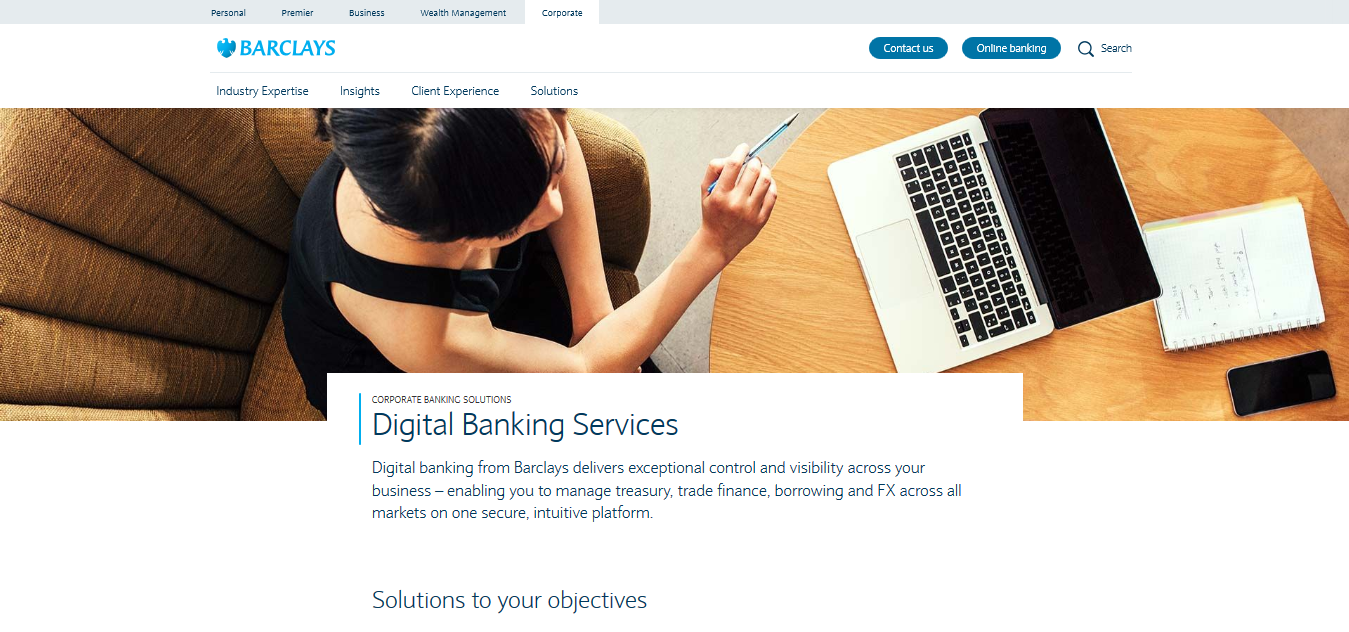 Personal Premier Business Wealth Management Corporate
BARCLAYS
Contact us Online banking Search
Industry Expertise Insights Client Experience Solutions
CORPORATE BANKING SOLUTIONS
Digital Banking Services
Digital banking from Barclays delivers exceptional control and visibility across your
business – enabling you to manage treasury, trade finance, borrowing and FX across all
markets on one secure, intuitive platform.
Solutions to your objectives